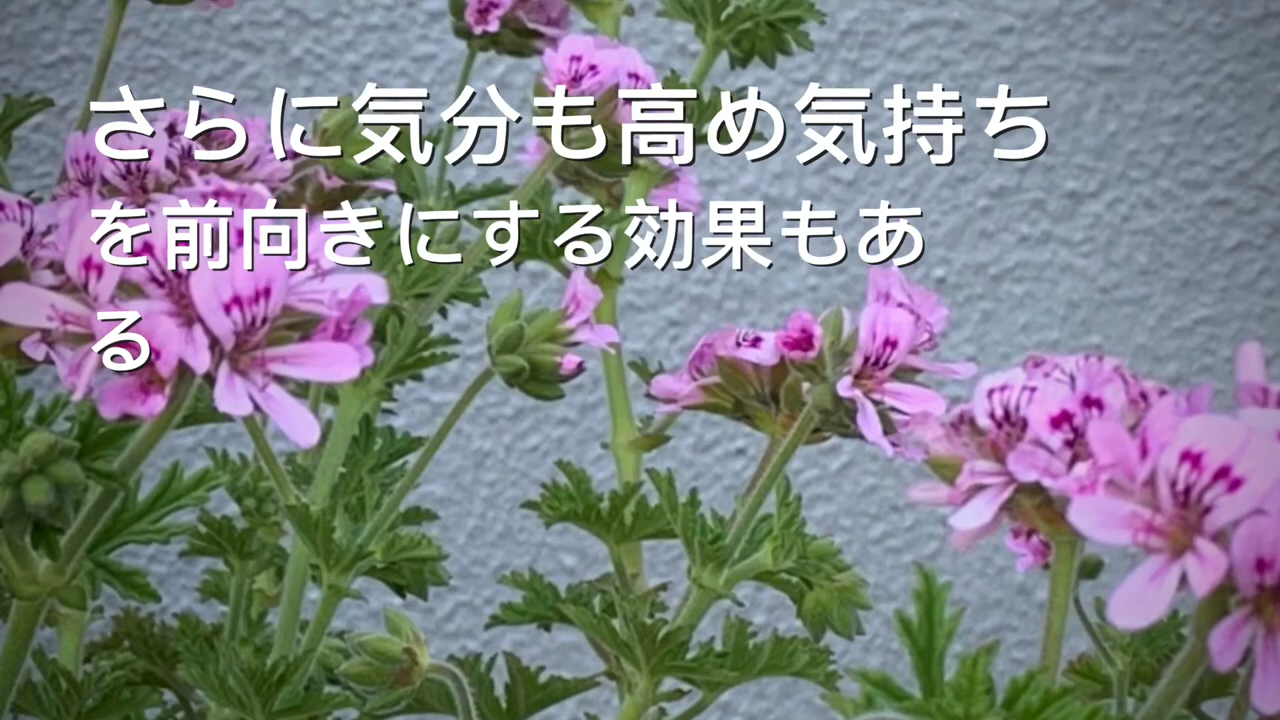 さらに気分も高め気持ち
を前向きにする効果もあ
る